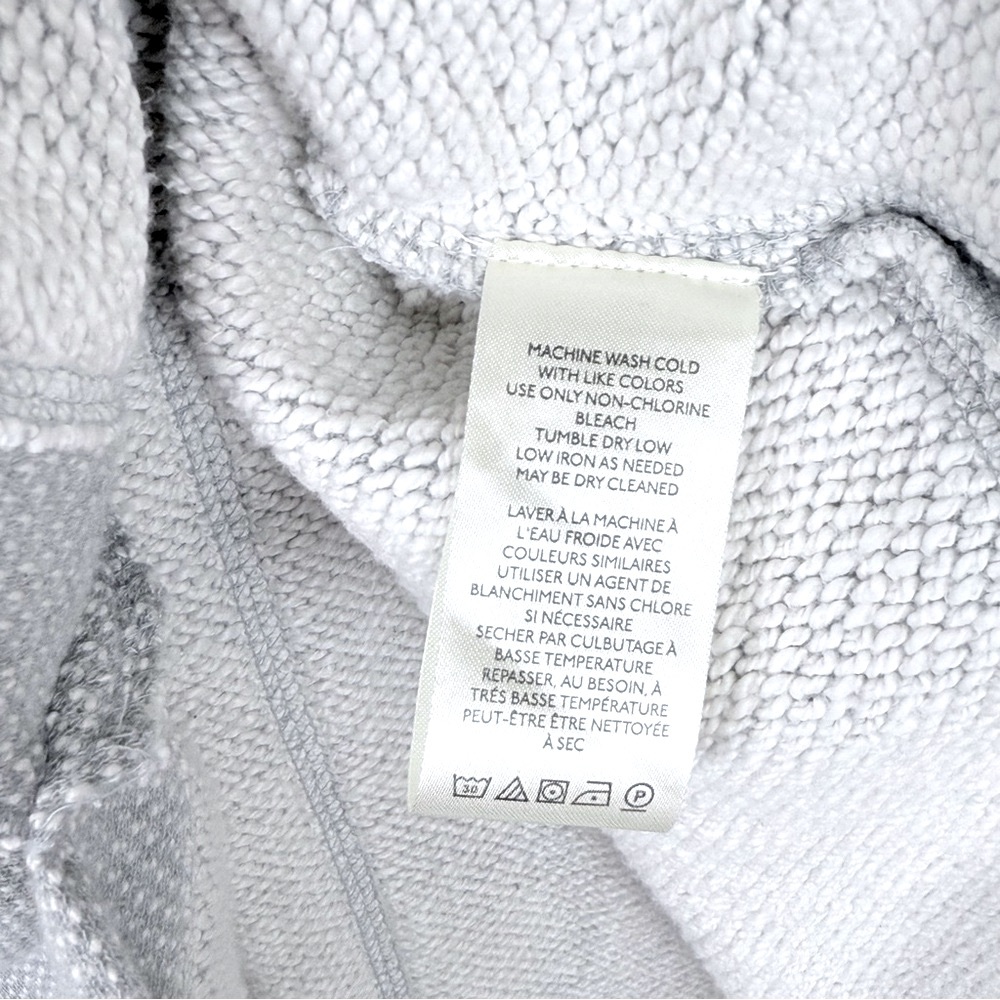 MACHINE WASH COLD
WITH LIKE COLORS
USE ONLY NON-CHLORINE
BLEACH
TUMBLE DRY LOW
LOW IRON AS NEEDED
MAY BE DRY CLEANED
LAVER À LA MACHINE À
L'EAU FROIDE AVEC
COULEURS SIMILAIRES
UTILISER UN AGENT DE
BLANCHIMENT SANS CHLORE
SI NÉCESSAIRE
SECHER PAR CULBUTAGE À
BASSE TEMPERATURE
REPASSER, AU BESOIN, À
TRÉS BASSE TEMPÉRATURE
PEUT-ÊTRE ÊTRE NETTOYÉE
À SEC
30 P